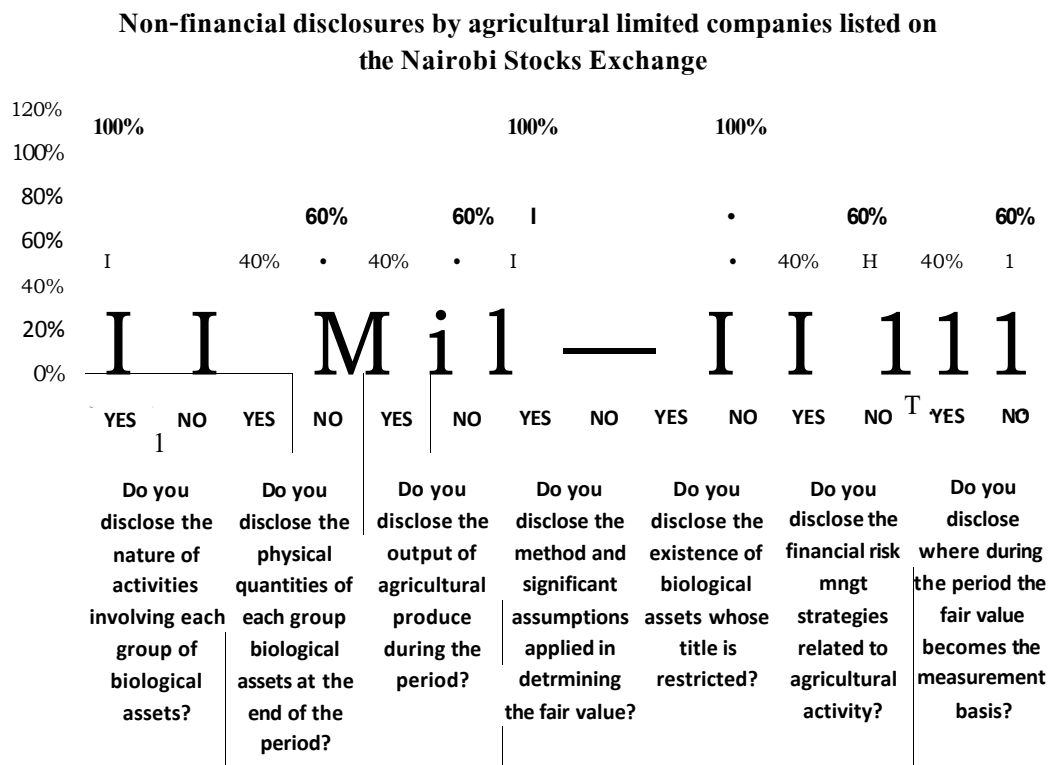 Non-financial disclosures by agricultural limited companies listed on
the Nairobi Stocks Exchange
120%
100% 100% 100%
100%
80%
60% 60% I • 60% 60%
60%
I 40% • 40% • I • 40% H 40% 1
40%
20% I I M i l — I I 1 1 1
0%
T
YES NO YES NO YES NO YES NO YES NO YES NO YES NO
1
Do you
disclose the
nature of
activities
involving each
group of
biological
assets?
Do you
disclose the
physical
quantities of
each group
biological
assets at the
end of the
period?
Do you
disclose the
output of
agricultural
produce
during the
period?
Do you
disclose the
method and
significant
assumptions
applied in
detrmining
the fair value?
Do you
disclose the
existence of
biological
assets whose
title is
restricted?
Do you
disclose the
financial risk
mngt
strategies
related to
agricultural
activity?
Do you
disclose
where during
the period the
fair value
becomes the
measurement
basis?